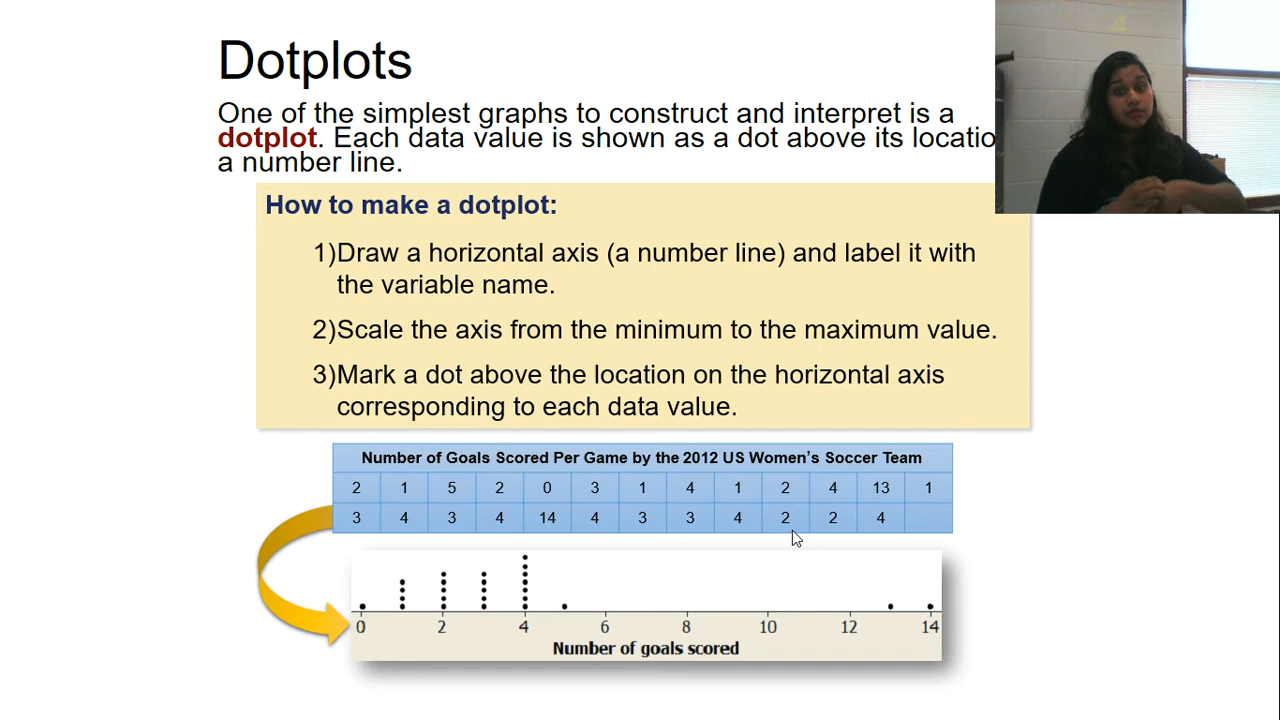 Dotplots
One of the simplest graphs to construct and interpret is a
dotplot. Each data value is shown as a dot above its locatio
a number line.
How to make a dotplot:
1)Draw a horizontal axis (a number line) and label it with
the variable name.
2)Scale the axis from the minimum to the maximum value.
3)Mark a dot above the location on the horizontal axis
corresponding to each data value.
Number of Goals Scored Per Game by the 2012 US Women’s Soccer Team
2 1 5 2 0 3 1 4 1 2 4 13 1
3 4 3 4 14 4 3 3 4 2 2 4
0 2 4 6 8 10 12 14
Number of goals scored